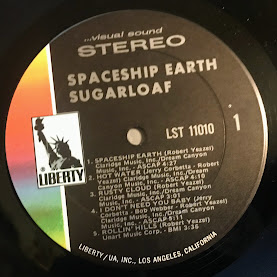 ...visual sound
STEREO
SPACESHIP EARTH
SUGARLOAF
LST 11010
1
LIBERTY
1. SPACESHIP EARTH (Robert Yeazel)
Claridge Music, Inc./Dream Canyon
Music, Inc. - ASCAP 4:27
2. HOT WATER (Jerry Corbetta - Robert
Yeazel) Claridge Music, Inc./Dream
Canyon Music, Inc. - ASCAP 4:18
3. RUSTY CLOUD (Robert Yeazel)
Claridge Music, Inc./Dream Canyon
Music, Inc. - ASCAP 3:01
4. I DON'T NEED YOU BABY (Jerry
Corbetta - Bob Webber - Robert Yeazel)
Claridge Music, Inc./Dream Canyon
Music, Inc. - ASCAP 5:11
5. ROLLIN' HILLS (Robert Yeazel)
Unart Music Corp. - BMI 3:36
LIBERTY/UA, INC., LOS ANGELES, CALIFORNIA